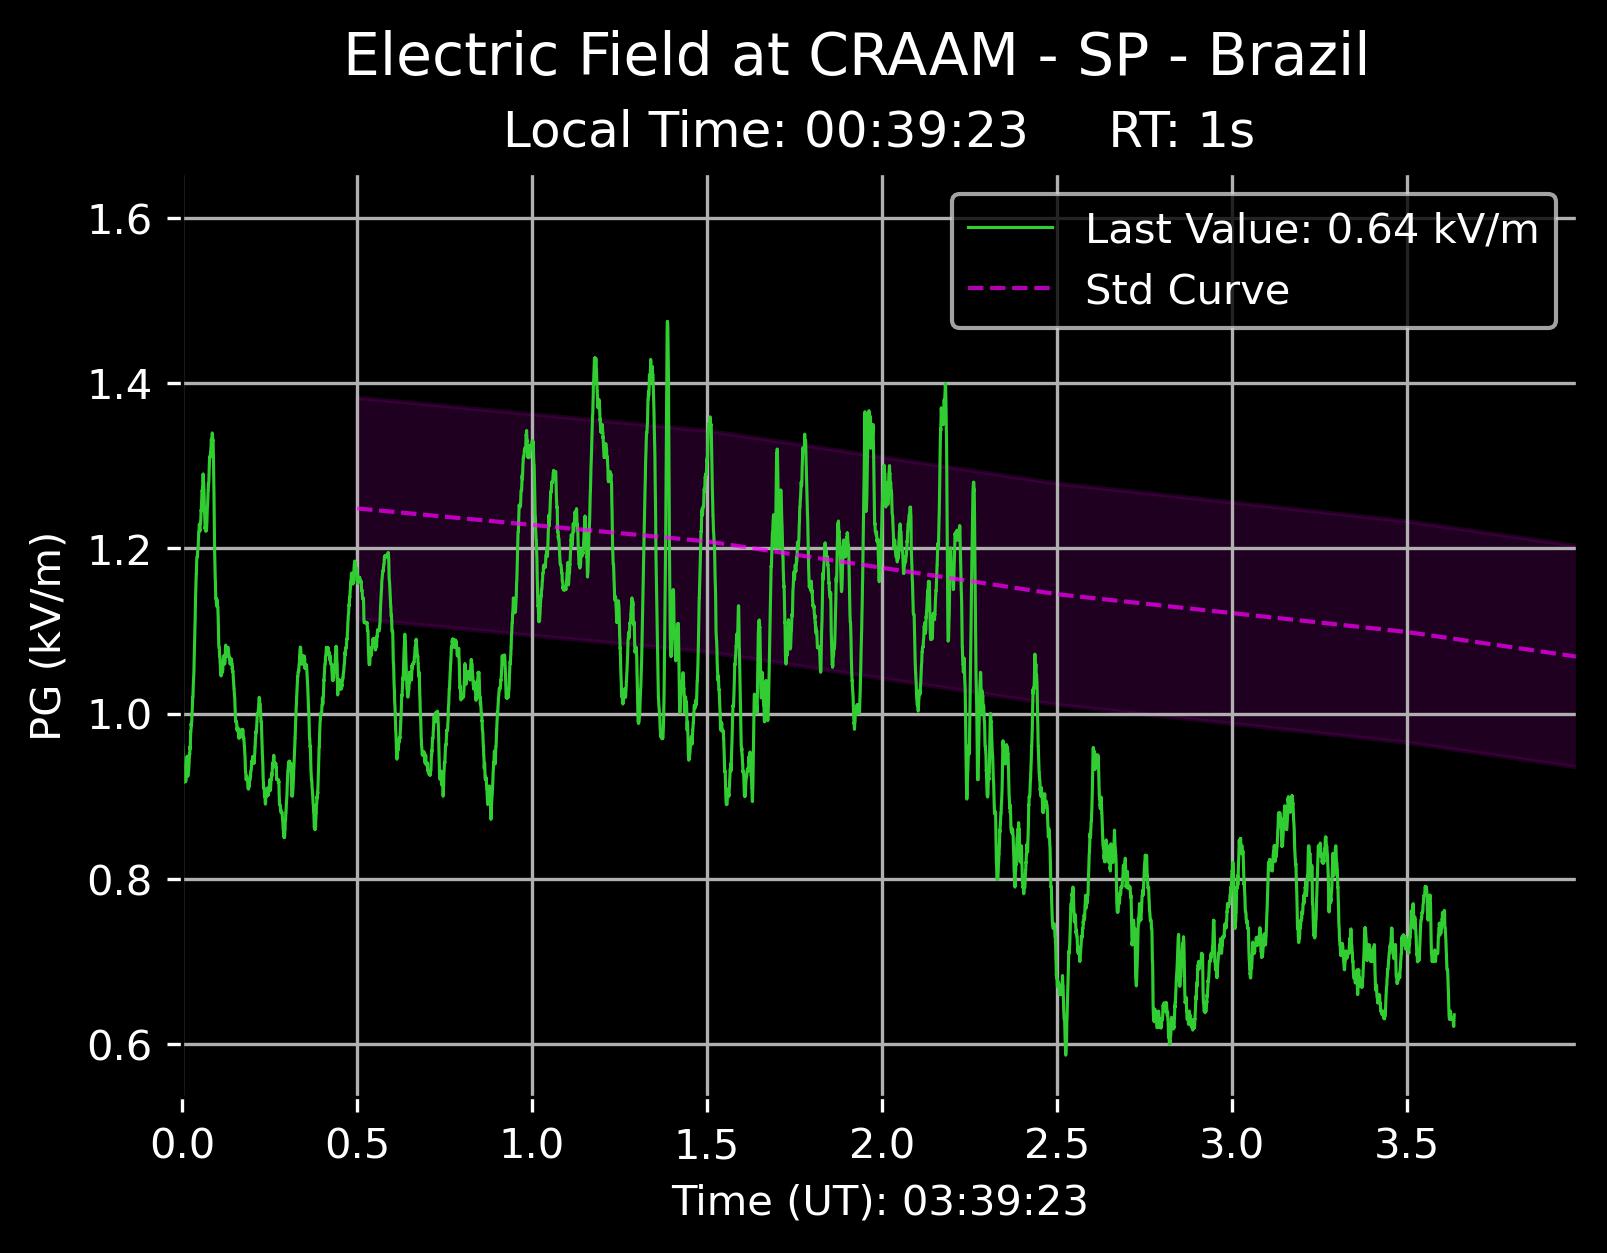 Electric Field at CRAAM - SP - Brazil
Local Time: 00:39:23 RT: 1s
Last Value: 0.64 kV/m
Std Curve
PG (kV/m)
1.6
1.4
1.2
1.0
0.8
0.6
0.0 0.5 1.0 1.5 2.0 2.5 3.0 3.5
Time (UT): 03:39:23